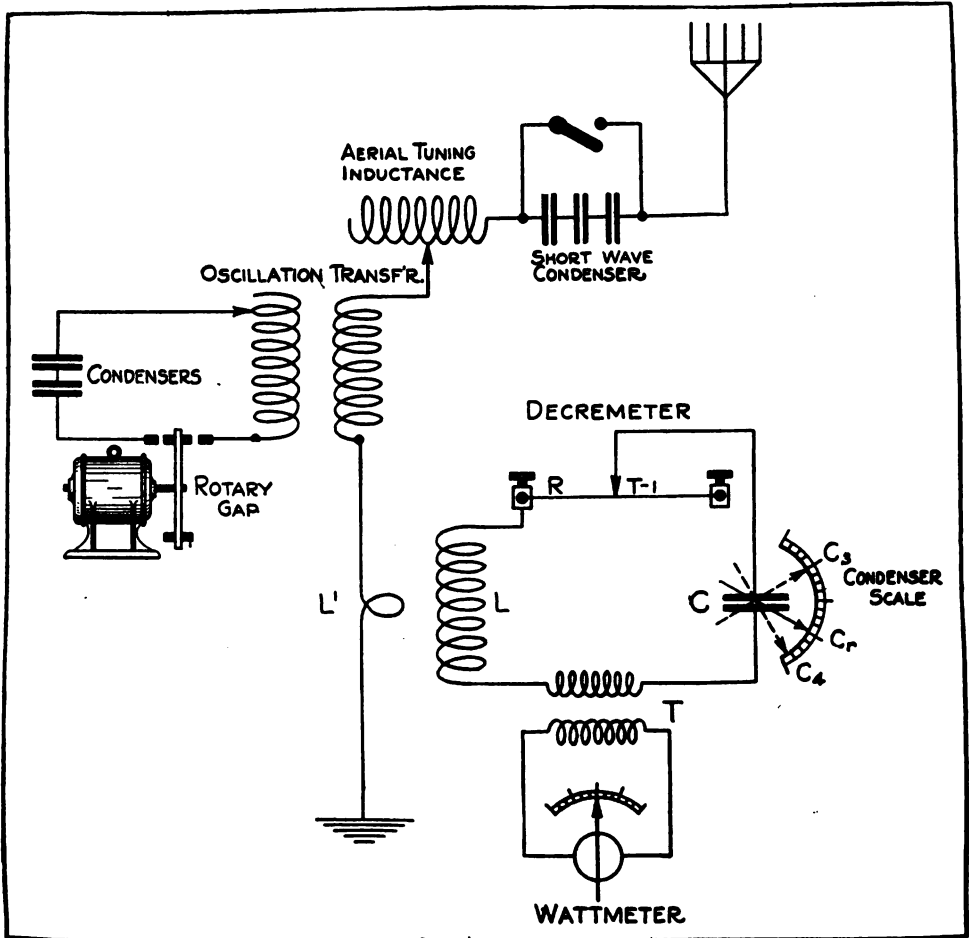 AERIAL TUNING
INDUCTANCE
SHORT WAVE
CONDENSER
OSCILLATION TRANSF'R.
CONDENSERS
ROTARY
GAP
DECREMETER
R
T-1
L'
L
C
C3
CONDENSER
SCALE
Cr
C4
T
WATTMETER